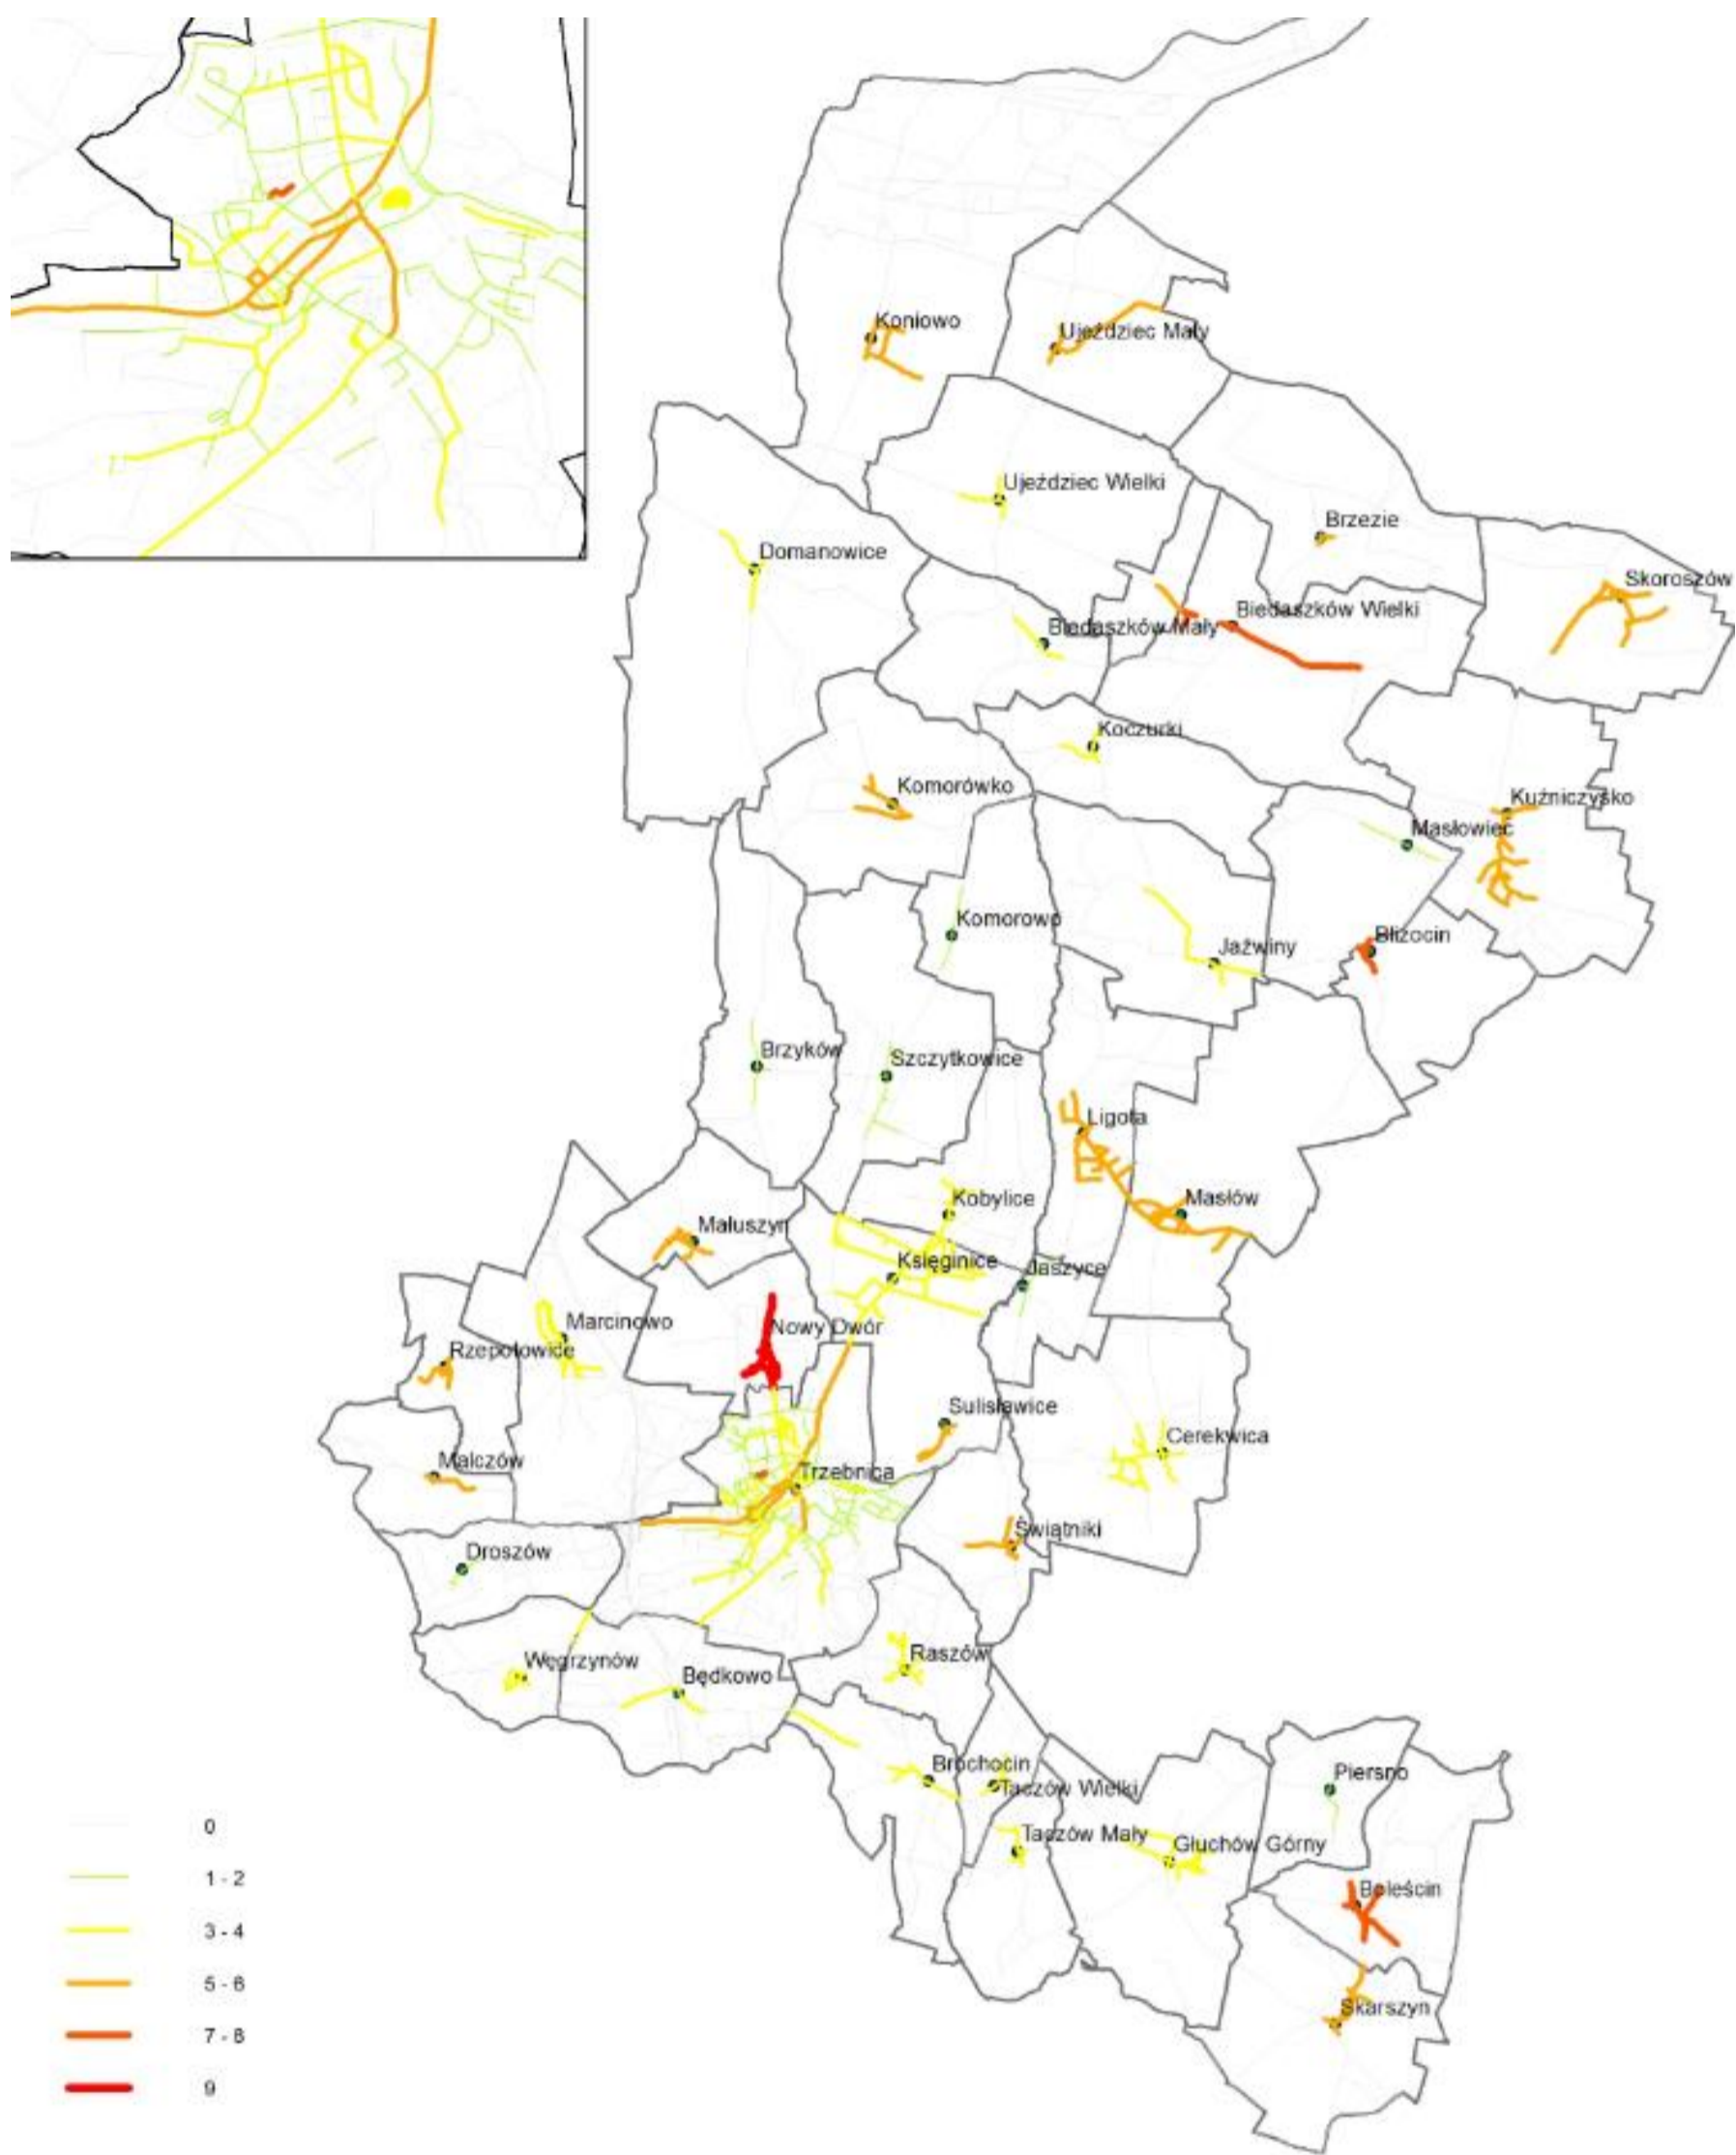 Koniowo
Ujeździec Mały
Ujeździec Wielki
Brzezie
Domanowice
Skoroszów
Biedaszków Wielki
Biedaszków Mały
Koczurki
Komorówko
Kuźniczysko
Masłowiec
Komorowo
Blizocin
Jaźwiny
Brzyków
Szczytkowice
Ligota
Kobylice
Masłów
Małuszyn
Księginice
Jaszyce
Marcinowo
Nowy Dwór
Rzepotowice
Sulisławice
Cerekwica
Malczów
Trzebnica
Świątniki
Droszów
Raszów
Węgrzynów
Będkowo
Brochocin
Piersno
Taczów Wielki
Taczów Mały
Głuchów Górny
Boleścin
Skarszyn
0
1 - 2
3 - 4
5 - 6
7 - 8
9